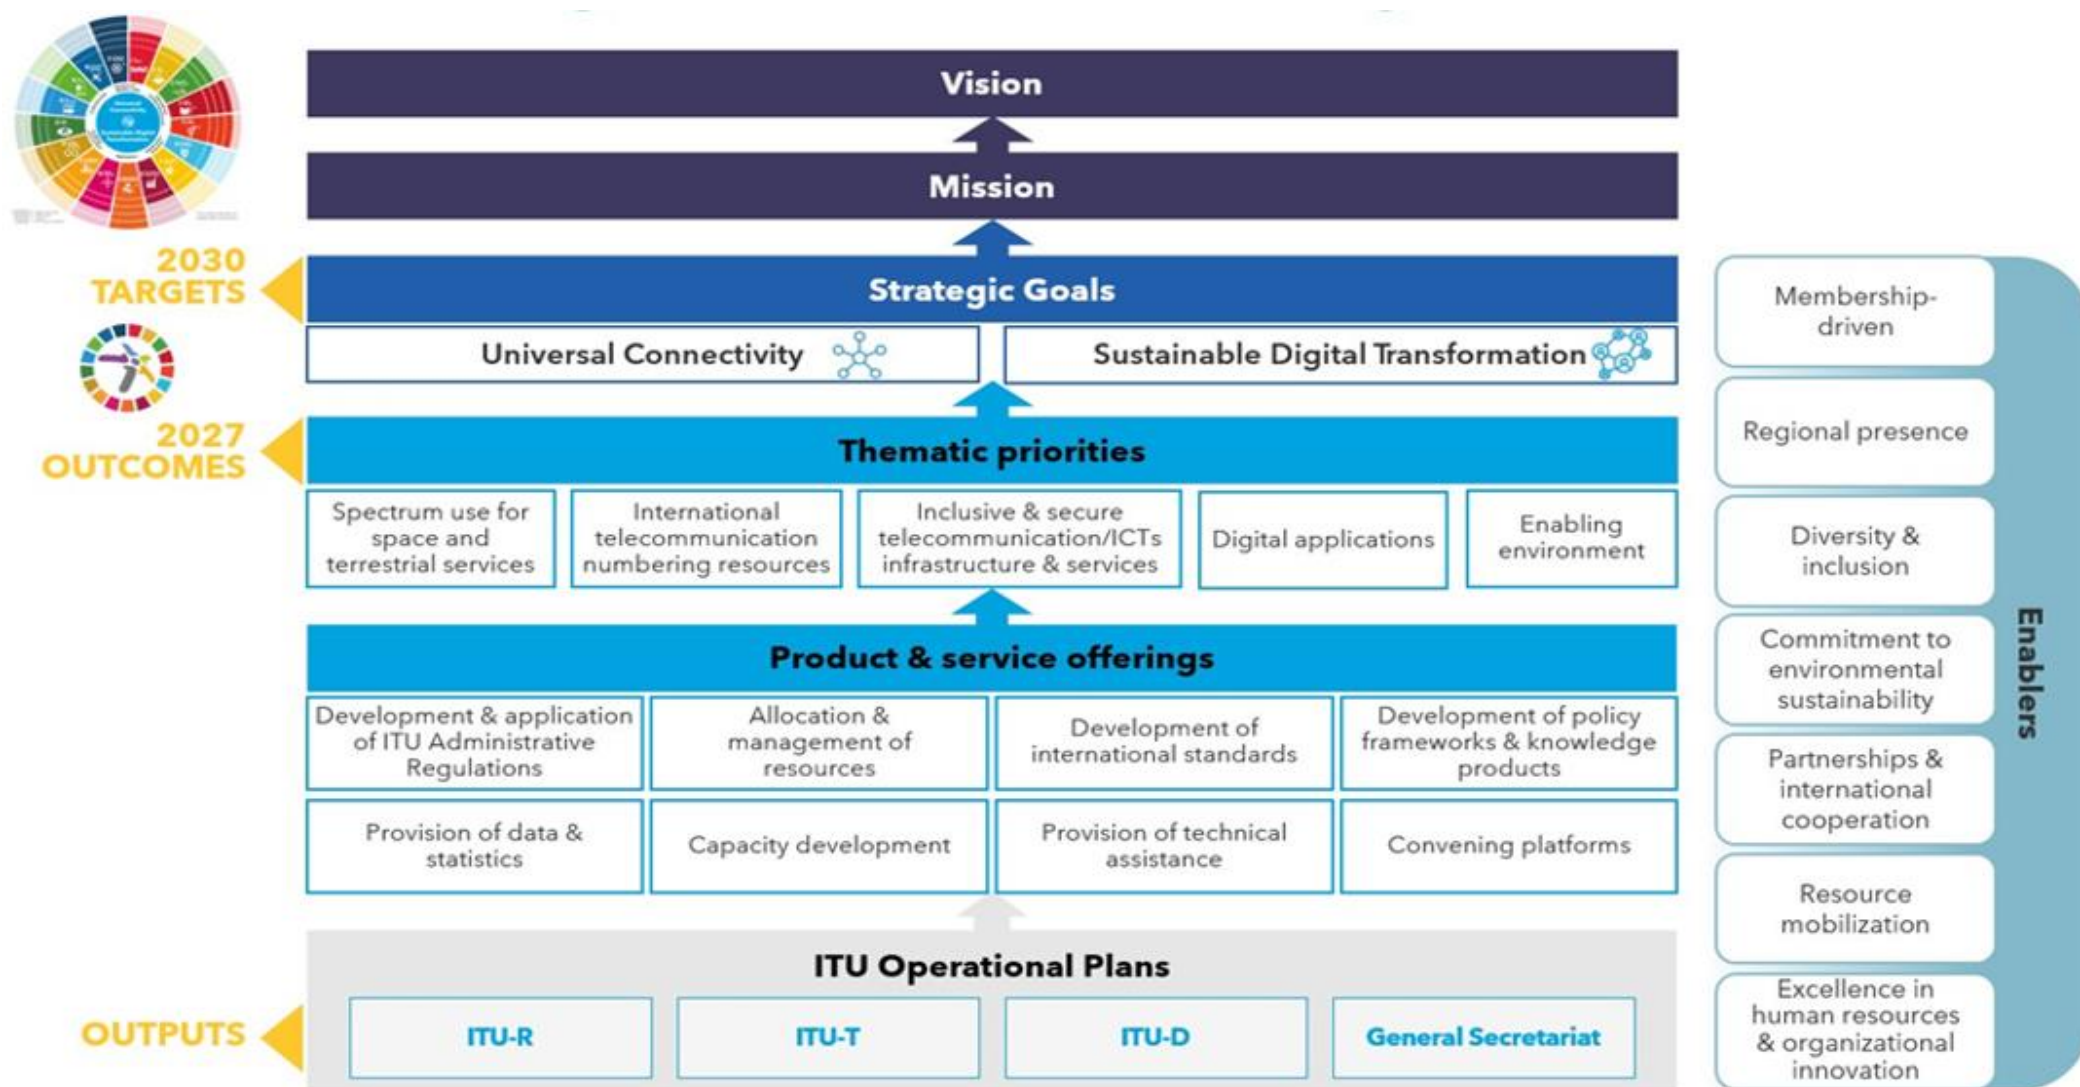 Vision
Mission
2030
TARGETS
Strategic Goals
Universal Connectivity
Sustainable Digital Transformation
2027
OUTCOMES
Thematic priorities
Spectrum use for
space and
terrestrial services
International
telecommunication
numbering resources
Inclusive & secure
telecommunication/ICTs
infrastructure & services
Digital applications
Enabling
environment
Product & service offerings
Development & application
of ITU Administrative
Regulations
Allocation &
management of
resources
Development of
international standards
Development of policy
frameworks & knowledge
products
Provision of data &
statistics
Capacity development
Provision of technical
assistance
Convening platforms
ITU Operational Plans
OUTPUTS
ITU-R
ITU-T
ITU-D
General Secretariat
Membership-
driven
Regional presence
Diversity &
inclusion
Commitment to
environmental
sustainability
Partnerships &
international
cooperation
Resource
mobilization
Excellence in
human resources
& organizational
innovation
Enablers